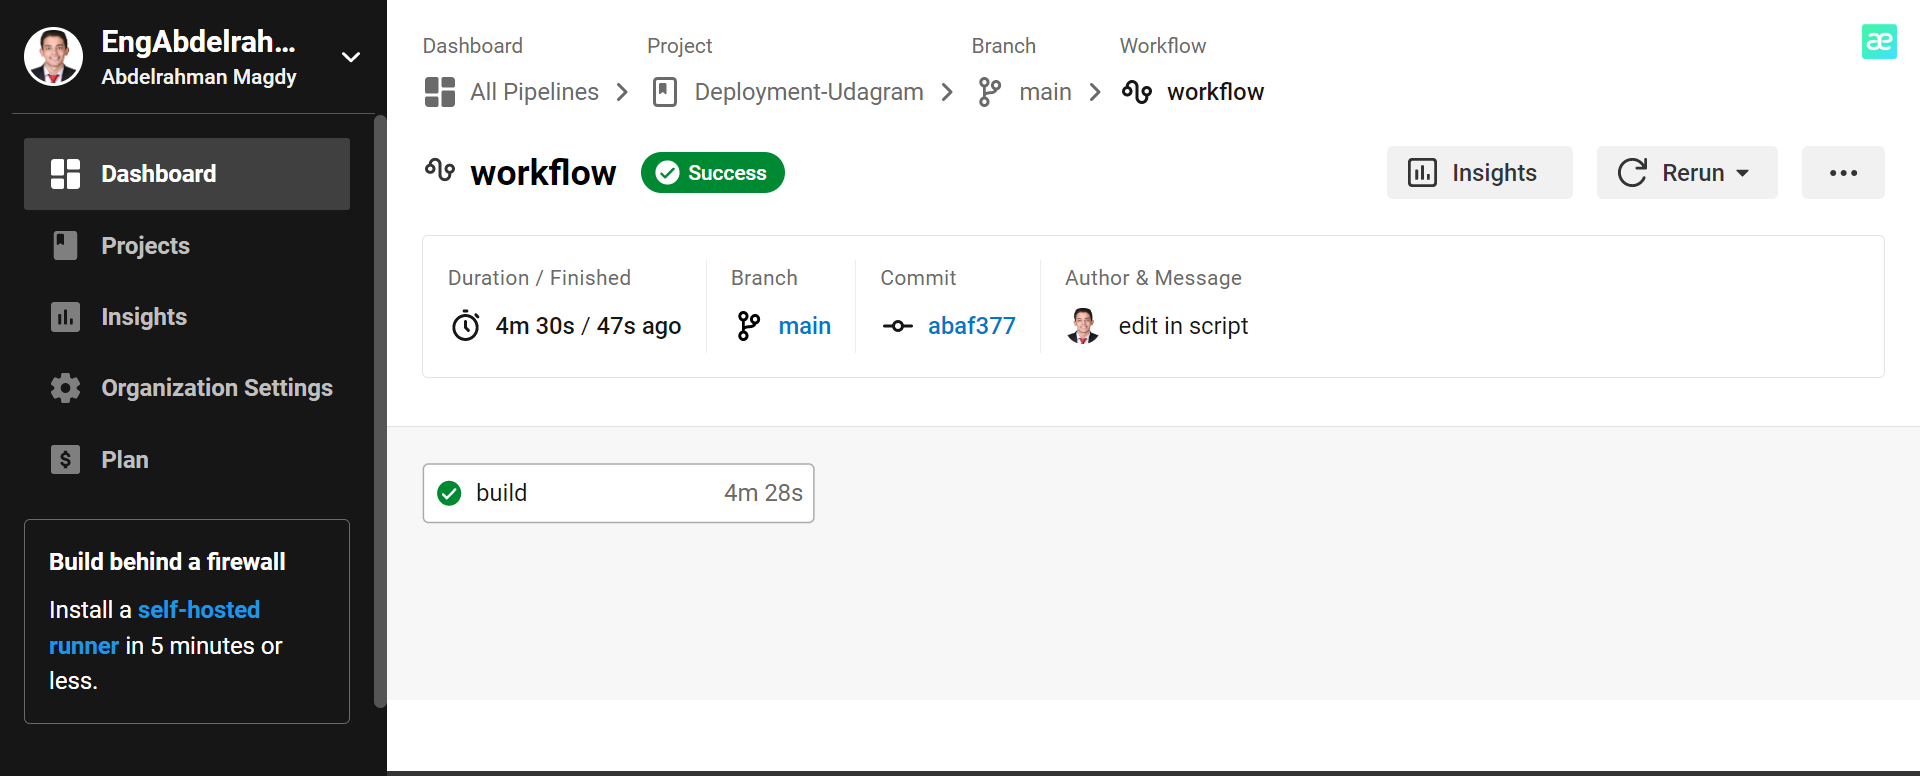 EngAbdelrah...
Abdelrahman Magdy
Dashboard
Projects
Insights
Organization Settings
Plan
Build behind a firewall
Install a self-hosted
runner in 5 minutes or
less.
Dashboard Project Branch Workflow
All Pipelines Deployment-Udagram main workflow
æ
workflow Success
Insights Rerun
Duration / Finished Branch Commit Author & Message
4m 30s / 47s ago main abaf377 edit in script
build 4m 28s